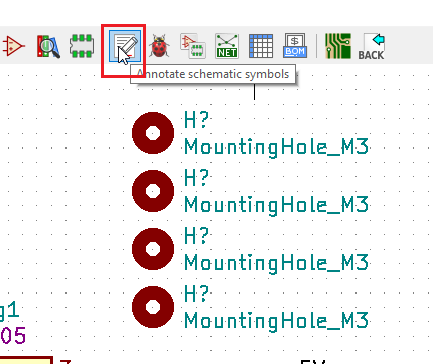 NET
BOM
BACK
Annotate schematic symbols
H?
MountingHole_M3
H?
MountingHole_M3
H?
MountingHole_M3
H?
MountingHole_M3
g1
05